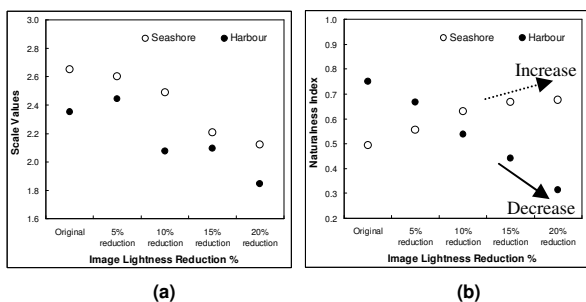 3.0
2.8
2.6
2.4
2.2
2.0
1.8
1.6
Scale Values
Seashore Harbour
Original 5% reduction 10% reduction 15% reduction 20% reduction
Image Lightness Reduction %
(a)
1.0
0.9
0.8
0.7
0.6
0.5
0.4
0.3
0.2
Naturalness Index
Seashore Harbour
Increase
Decrease
Original 5% reduction 10% reduction 15% reduction 20% reduction
Image Lightness Reduction %
(b)